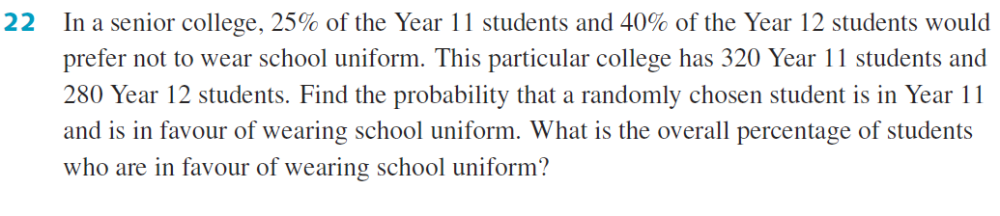 22 In a senior college, 25% of the Year 11 students and 40% of the Year 12 students would
prefer not to wear school uniform. This particular college has 320 Year 11 students and
280 Year 12 students. Find the probability that a randomly chosen student is in Year 11
and is in favour of wearing school uniform. What is the overall percentage of students
who are in favour of wearing school uniform?